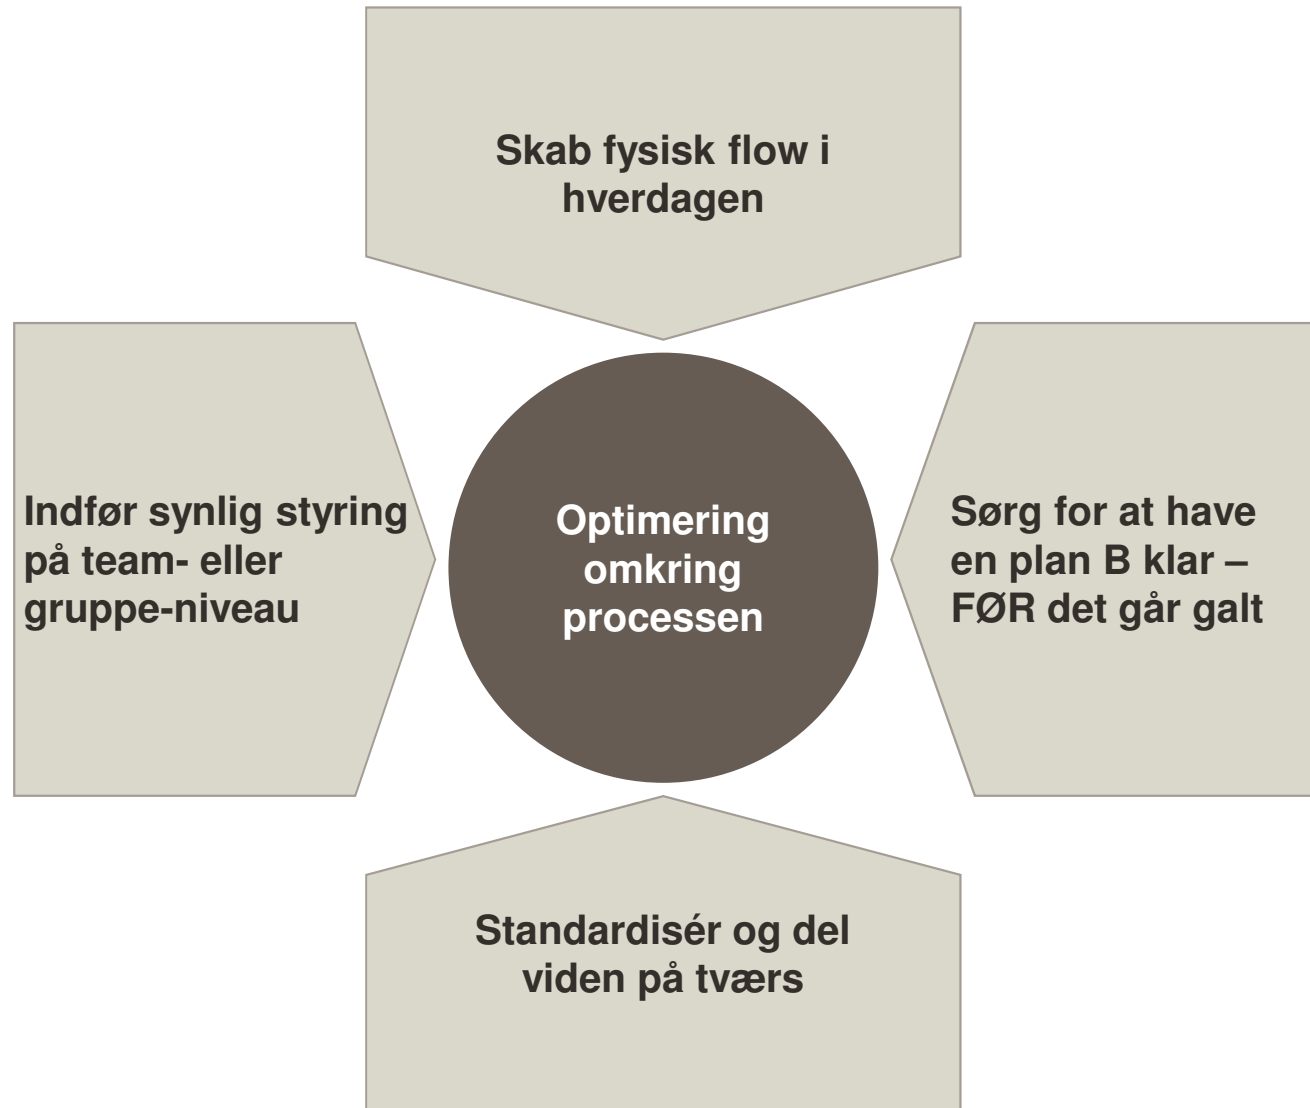 Skab fysisk flow i
hverdagen
Indfør synlig styring
på team- eller
gruppe-niveau
Optimering
omkring
processen
Sørg for at have
en plan B klar –
FØR det går galt
Standardisér og del
viden på tværs